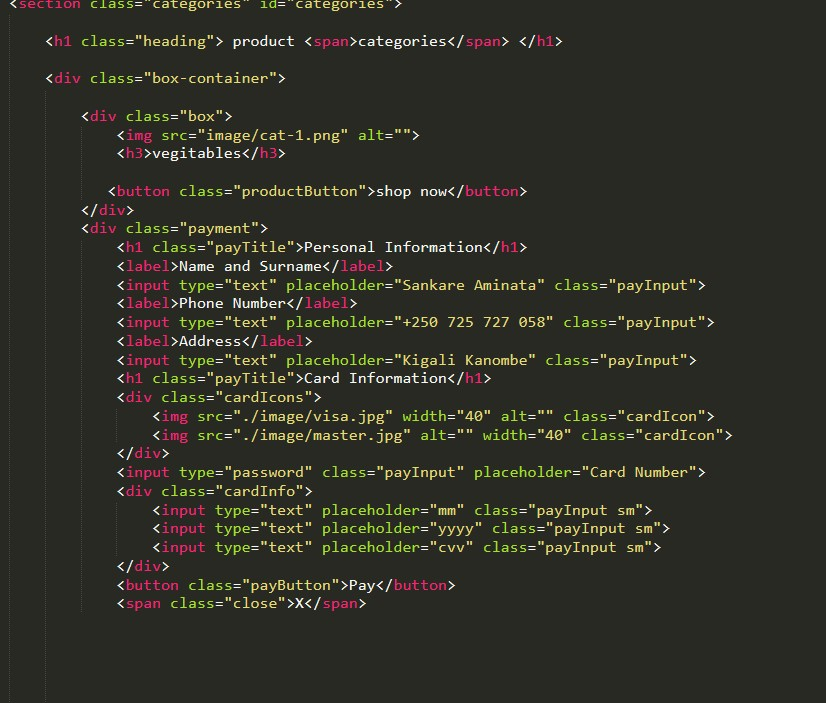 <section class="categories" id="categories">
<h1 class="heading"> product <span>categories</span> </h1>
<div class="box-container">
<div class="box">
<img src="image/cat-1.png" alt="">
<h3>vegitables</h3>
<button class="productButton">shop now</button>
</div>
<div class="payment">
<h1 class="payTitle">Personal Information</h1>
<label>Name and Surname</label>
<input type="text" placeholder="Sankare Aminata" class="payInput">
<label>Phone Number</label>
<input type="text" placeholder="+250 725 727 058" class="payInput">
<label>Address</label>
<input type="text" placeholder="Kigali Kanombe" class="payInput">
<h1 class="payTitle">Card Information</h1>
<div class="cardIcons">
<img src="./image/visa.jpg" width="40" alt="" class="cardIcon">
<img src="./image/master.jpg" alt="" width="40" class="cardIcon">
</div>
<input type="password" class="payInput" placeholder="Card Number">
<div class="cardInfo">
<input type="text" placeholder="mm" class="payInput sm">
<input type="text" placeholder="yyyy" class="payInput sm">
<input type="text" placeholder="cvv" class="payInput sm">
</div>
<button class="payButton">Pay</button>
<span class="close">X</span>